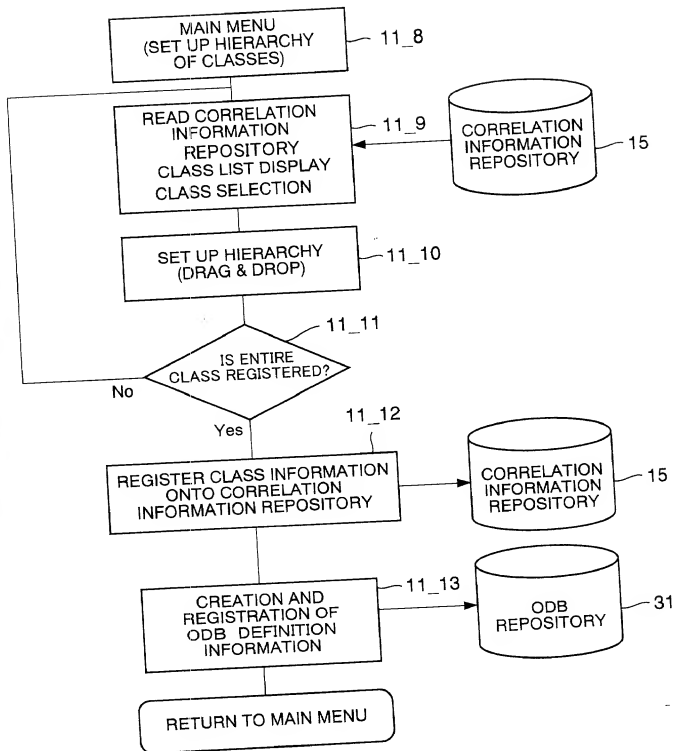 MAIN MENU
(SET UP HIERARCHY
OF CLASSES)
11_8
READ CORRELATION
INFORMATION
REPOSITORY
CLASS LIST DISPLAY
CLASS SELECTION
11_9
CORRELATION
INFORMATION
REPOSITORY
15
SET UP HIERARCHY
(DRAG & DROP)
11_10
11_11
IS ENTIRE
CLASS REGISTERED?
No
Yes
11_12
REGISTER CLASS INFORMATION
ONTO CORRELATION
INFORMATION REPOSITORY
CORRELATION
INFORMATION
REPOSITORY
15
11_13
CREATION AND
REGISTRATION OF
ODB DEFINITION
INFORMATION
ODB
REPOSITORY
31
RETURN TO MAIN MENU